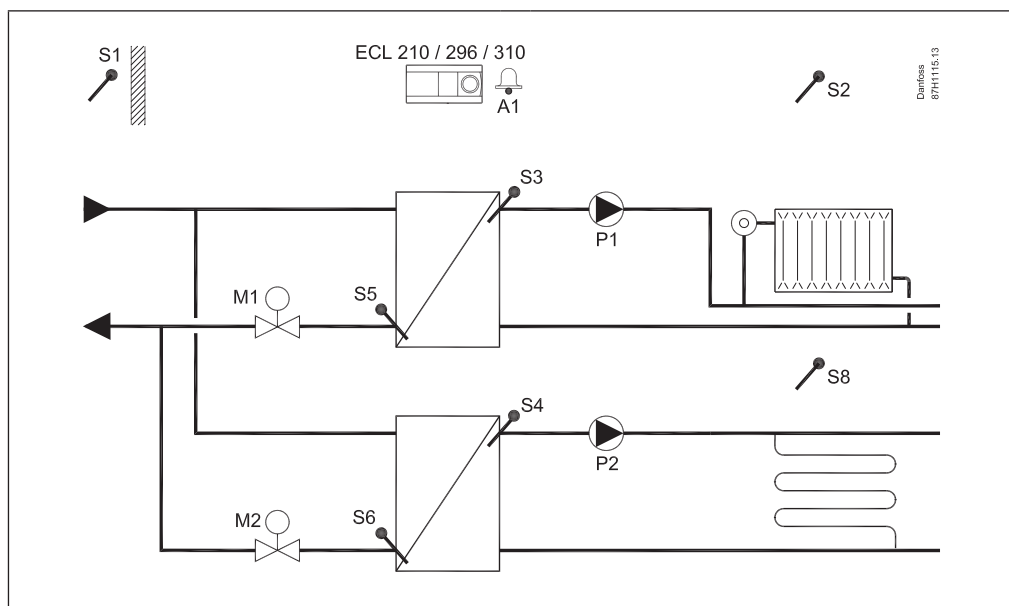 S1
ECL 210 / 296 / 310
A1
S2
Danfoss
87H1115.13
S3
P1
S5
M1
S8
S4
P2
S6
M2